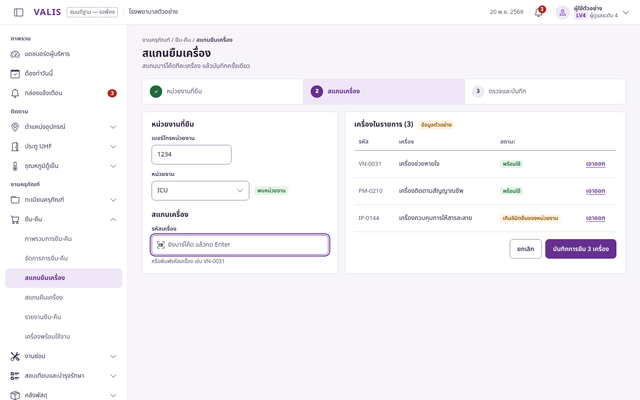 VALIS
สมมติฐาน — รอพี่คง
โรงพยาบาลตัวอย่าง
20 พ.ย. 2569
3
ผู้ใช้ตัวอย่าง
LV4 ผู้ดูแลระดับ 4
ภาพรวม
แดชบอร์ดผู้บริหาร
ต้องทำวันนี้
กล่องแจ้งเตือน
3
ติดตาม
ตำแหน่งอุปกรณ์
ประตู UHF
อุณหภูมิตู้เย็น
งานครุภัณฑ์
ทะเบียนครุภัณฑ์
ยืม-คืน
ภาพรวมการยืม-คืน
จัดการการยืม-คืน
สแกนยืมเครื่อง
สแกนคืนเครื่อง
รายงานยืม-คืน
เครื่องพร้อมใช้งาน
งานซ่อม
สอบเทียบและบำรุงรักษา
คลังพัสดุ
งานครุภัณฑ์ / ยืม-คืน / สแกนยืมเครื่อง
สแกนยืมเครื่อง
สแกนบาร์โค้ดทีละเครื่อง แล้วบันทึกครั้งเดียว
หน่วยงานที่ยืม
2 สแกนเครื่อง
3 ตรวจและบันทึก
หน่วยงานที่ยืม
เบอร์โทรหน่วยงาน
1234
หน่วยงาน
ICU
พบหน่วยงาน
สแกนเครื่อง
รหัสเครื่อง
ยิงบาร์โค้ด แล้วกด Enter
หรือพิมพ์รหัสเครื่อง เช่น VN-0031
เครื่องในรายการ (3)
ข้อมูลตัวอย่าง
รหัส เครื่อง สถานะ
VN-0031 เครื่องช่วยหายใจ พร้อมใช้ เอาออก
PM-0210 เครื่องติดตามสัญญาณชีพ พร้อมใช้ เอาออก
IP-0144 เครื่องควบคุมการให้สารละลาย เกินลิมิตยืมของหน่วยงาน เอาออก
ยกเลิก
บันทึกการยืม 3 เครื่อง